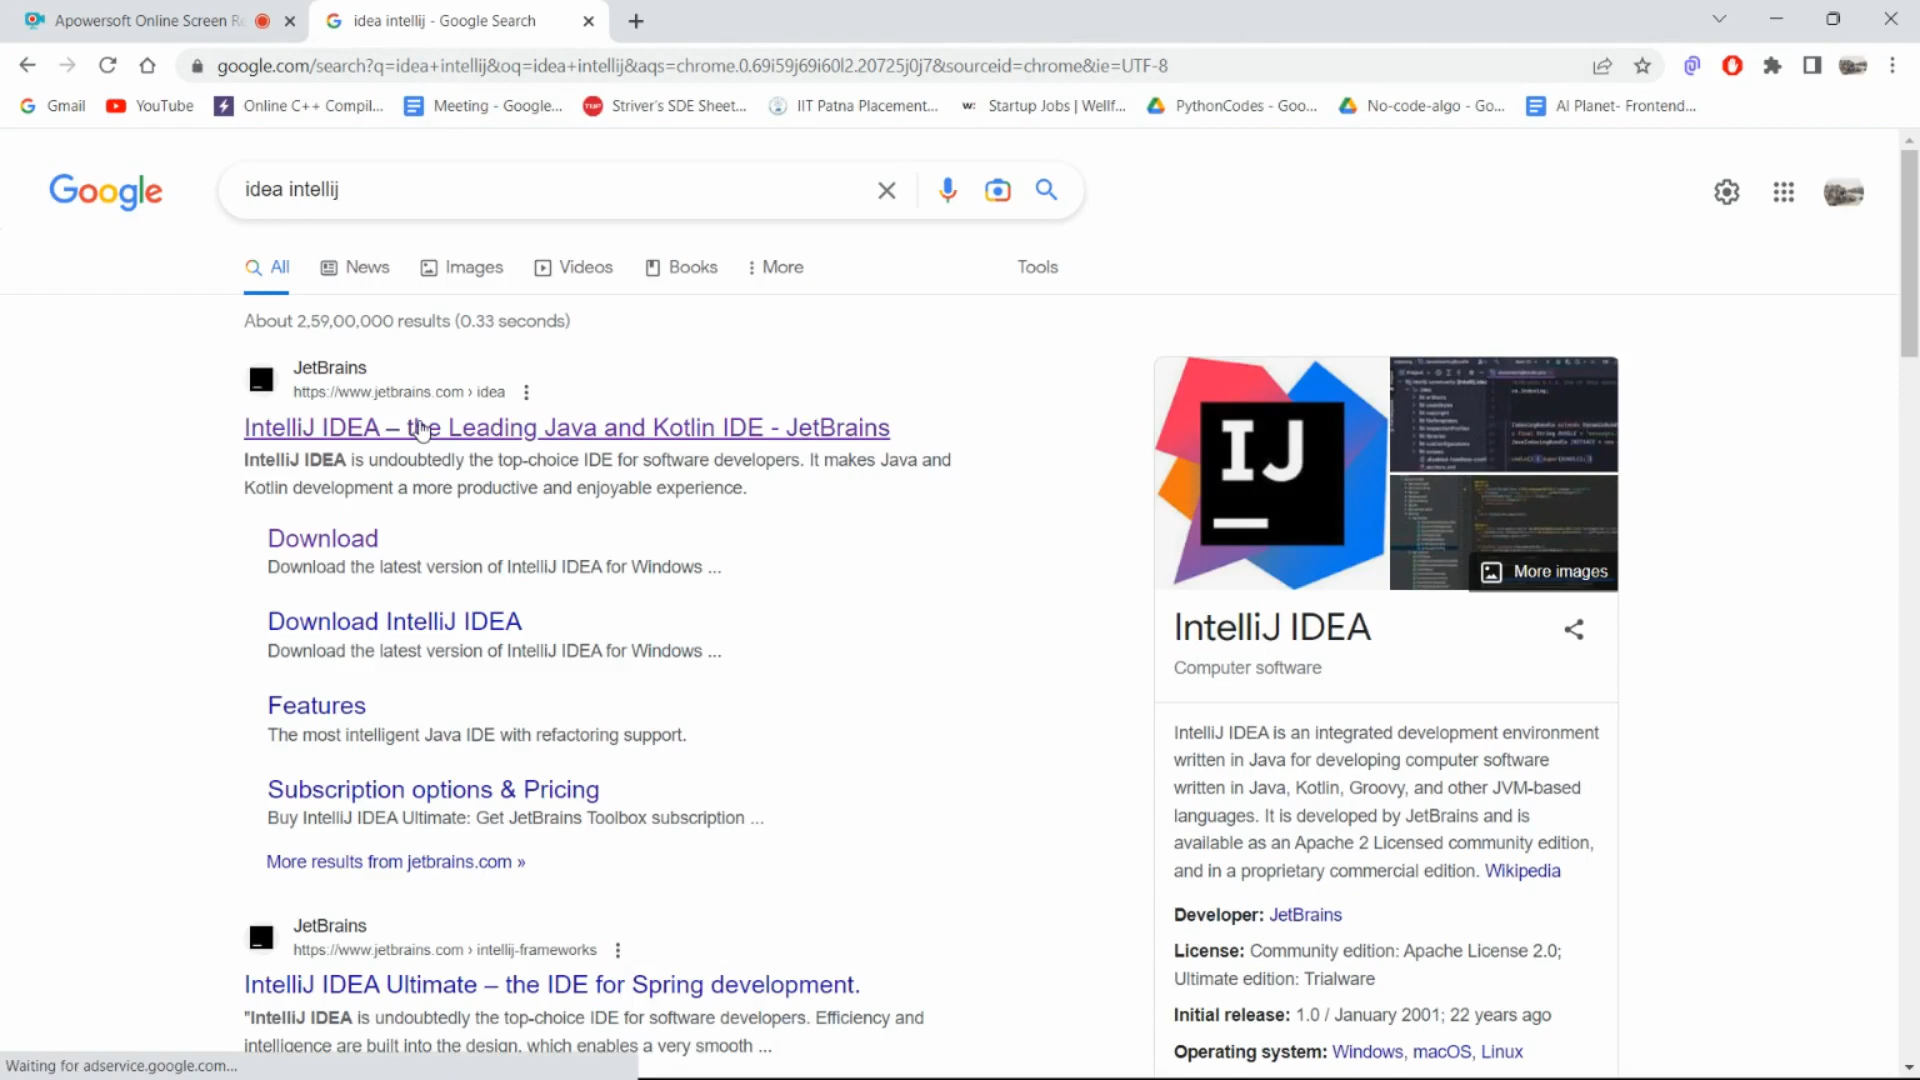 Apowersoft Online Screen Re
idea intellij - Google Search
google.com/search?q=idea+intellij&oq=idea+intellij&aqs=chrome.0.69i59j69i60l2.20725j0j7&sourceid=chrome&ie=UTF-8
Gmail
YouTube
Online C++ Compil...
Meeting - Google...
TUF
Striver's SDE Sheet...
IIT Patna Placement...
w: Startup Jobs | Wellf...
PythonCodes - Goo...
No-code-algo - Go...
AI Planet- Frontend...
Google
idea intellij
All
News
Images
Videos
Books
More
Tools
About 2,59,00,000 results (0.33 seconds)
JetBrains
https://www.jetbrains.com › idea
IntelliJ IDEA – the Leading Java and Kotlin IDE - JetBrains
IntelliJ IDEA is undoubtedly the top-choice IDE for software developers. It makes Java and
Kotlin development a more productive and enjoyable experience.
Download
Download the latest version of IntelliJ IDEA for Windows ...
Download IntelliJ IDEA
Download the latest version of IntelliJ IDEA for Windows ...
Features
The most intelligent Java IDE with refactoring support.
Subscription options & Pricing
Buy IntelliJ IDEA Ultimate: Get JetBrains Toolbox subscription ...
More results from jetbrains.com »
JetBrains
https://www.jetbrains.com › intellij-frameworks
IntelliJ IDEA Ultimate – the IDE for Spring development.
"IntelliJ IDEA is undoubtedly the top-choice IDE for software developers. Efficiency and
intelligence are built into the design, which enables a very smooth ...
IJ
More images
IntelliJ IDEA
Computer software
IntelliJ IDEA is an integrated development environment
written in Java for developing computer software
written in Java, Kotlin, Groovy, and other JVM-based
languages. It is developed by JetBrains and is
available as an Apache 2 Licensed community edition,
and in a proprietary commercial edition. Wikipedia
Developer: JetBrains
License: Community edition: Apache License 2.0;
Ultimate edition: Trialware
Initial release: 1.0 / January 2001; 22 years ago
Operating system: Windows, macOS, Linux
Waiting for adservice.google.com...